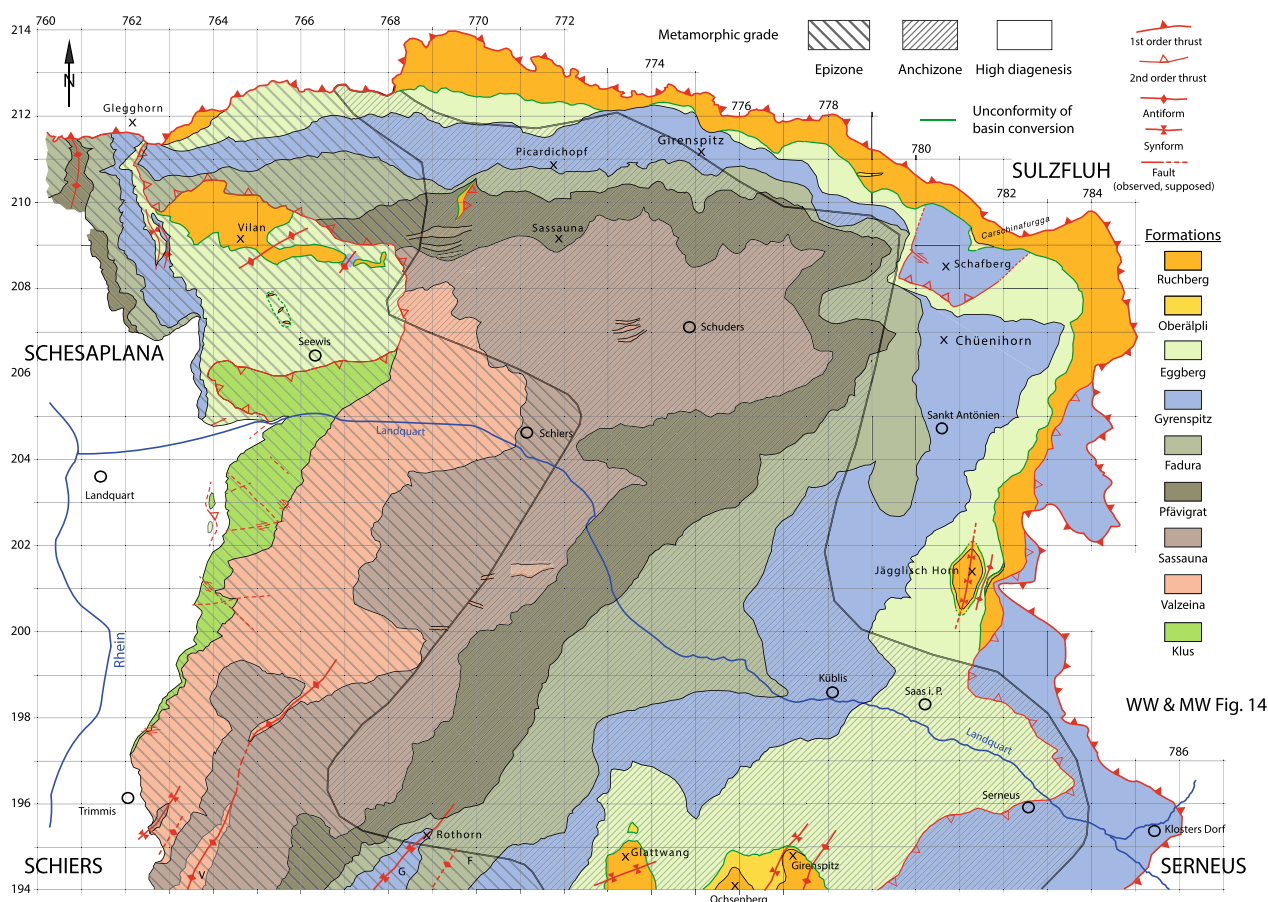 760 762 764 766 768 770 772
214
Metamorphic grade
Epizone
Anchizone
High diagenesis
1st order thrust
2nd order thrust
Antiform
Synform
Fault
(observed, supposed)
Unconformity of
basin conversion
N
774
776
778
780
782
784
786
212
210
208
206
204
202
200
198
196
194
Glegghorn
Girenspitz
Picardichopf
SULZFLUH
Carschinafurgga
Vilan
Sassauna
Schafberg
Schuders
Chüenihorn
Seewis
SCHESAPLANA
Sankt Antönien
Landquart
Schiers
Landquart
Jägglisch Horn
Rhein
Küblis
Saas i. P.
Landquart
Serneus
Klosters Dorf
Trimmis
Rothorn
Glattwang
Girenspitz
F
G
V
SCHIERS
SERNEUS
Ochsenberg
Formations
Ruchberg
Oberälpli
Eggberg
Gyrenspitz
Fadura
Pfävigrat
Sassauna
Valzeina
Klus
WW & MW Fig. 14